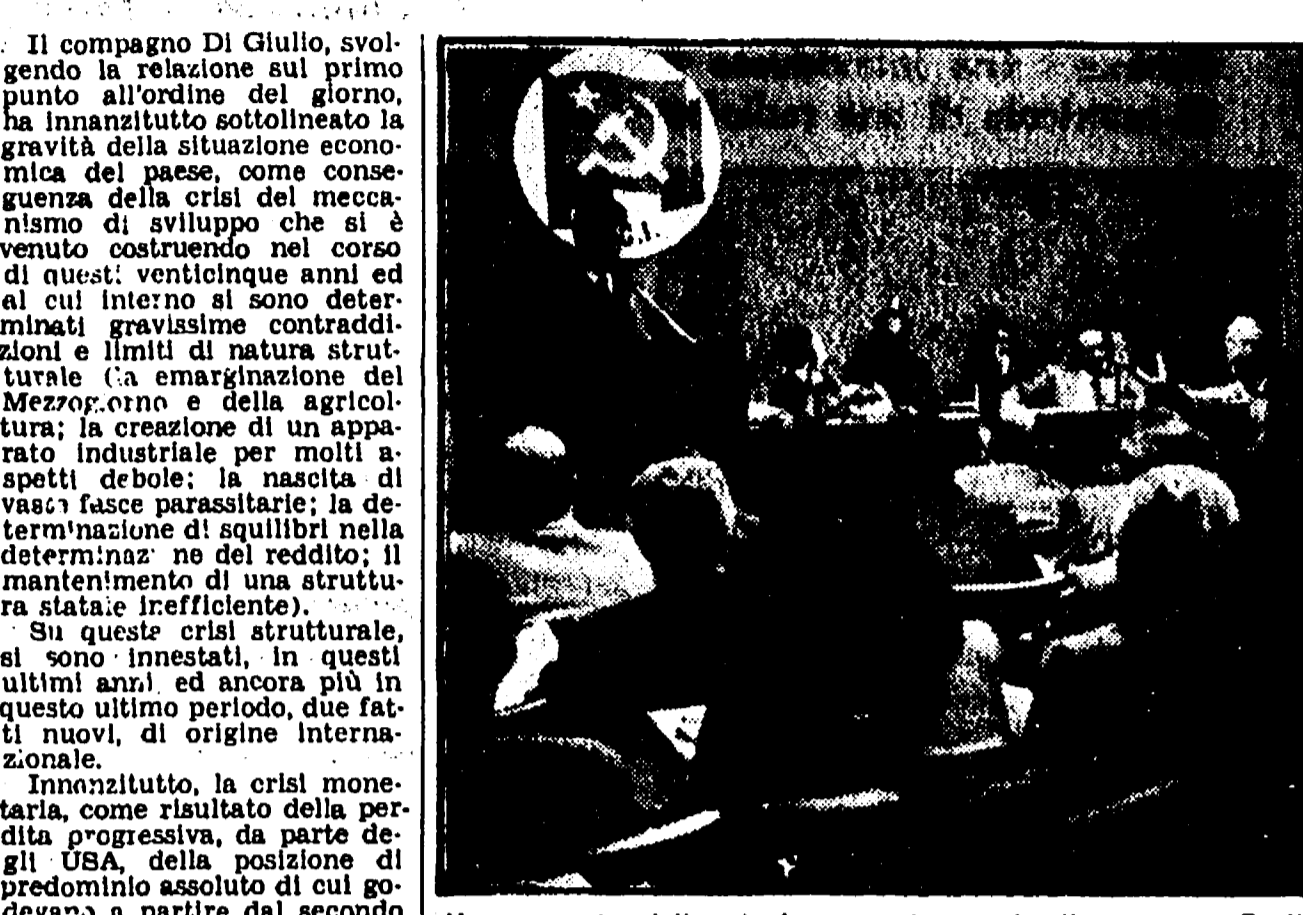 Il compagno Di Giulio, svol-
gendo la relazione sul primo
punto all'ordine del giorno,
ha innanzitutto sottolineato la
gravità della situazione econo-
mica del paese, come conse-
guenza della crisi del mecca-
nismo di sviluppo che si è
venuto costruendo nel corso
di questi venticinque anni ed
al cui interno si sono deter-
minati gravissime contraddi-
zioni e limiti di natura strut-
turale (la emarginazione del
Mezzogiorno e della agricol-
tura; la creazione di un appa-
rato industriale per molti a-
spetti debole; la nascita di
vaste fasce parassitarie; la de-
terminazione di squilibri nella
determinaz ne del reddito; il
mantenimento di una struttu-
ra statale inefficiente).
Su queste crisi strutturale,
si sono innestati, in questi
ultimi anni ed ancora più in
questo ultimo periodo, due fat-
ti nuovi, di origine interna-
zionale.
Innanzitutto, la crisi mone-
taria, come risultato della per-
dita progressiva, da parte de-
gli USA, della posizione di
predominio assoluto di cui go-
devano a partire dal secondo